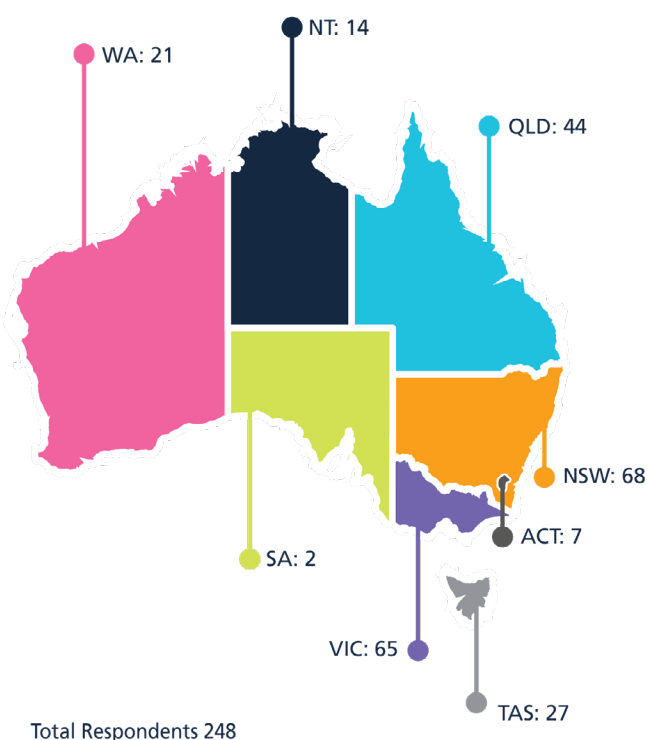 NT: 14
WA: 21
QLD: 44
NSW: 68
ACT: 7
SA: 2
VIC: 65
TAS: 27
Total Respondents 248